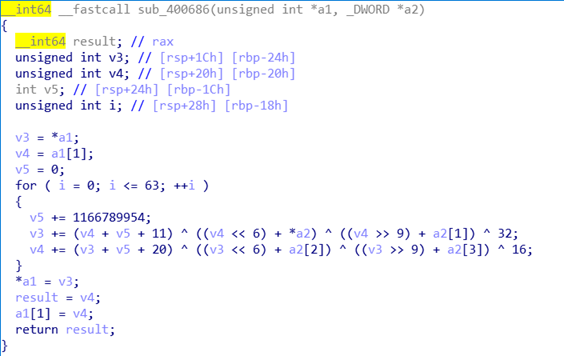 __int64 __fastcall sub_400686(unsigned int *a1, _DWORD *a2)
{
  __int64 result; // rax
  unsigned int v3; // [rsp+1Ch] [rbp-24h]
  unsigned int v4; // [rsp+20h] [rbp-20h]
  int v5; // [rsp+24h] [rbp-1Ch]
  unsigned int i; // [rsp+28h] [rbp-18h]

  v3 = *a1;
  v4 = a1[1];
  v5 = 0;
  for ( i = 0; i <= 63; ++i )
  {
    v5 += 1166789954;
    v3 += (v4 + v5 + 11) ^ ((v4 << 6) + *a2) ^ ((v4 >> 9) + a2[1]) ^ 32;
    v4 += (v3 + v5 + 20) ^ ((v3 << 6) + a2[2]) ^ ((v3 >> 9) + a2[3]) ^ 16;
  }
  *a1 = v3;
  result = v4;
  a1[1] = v4;
  return result;
}